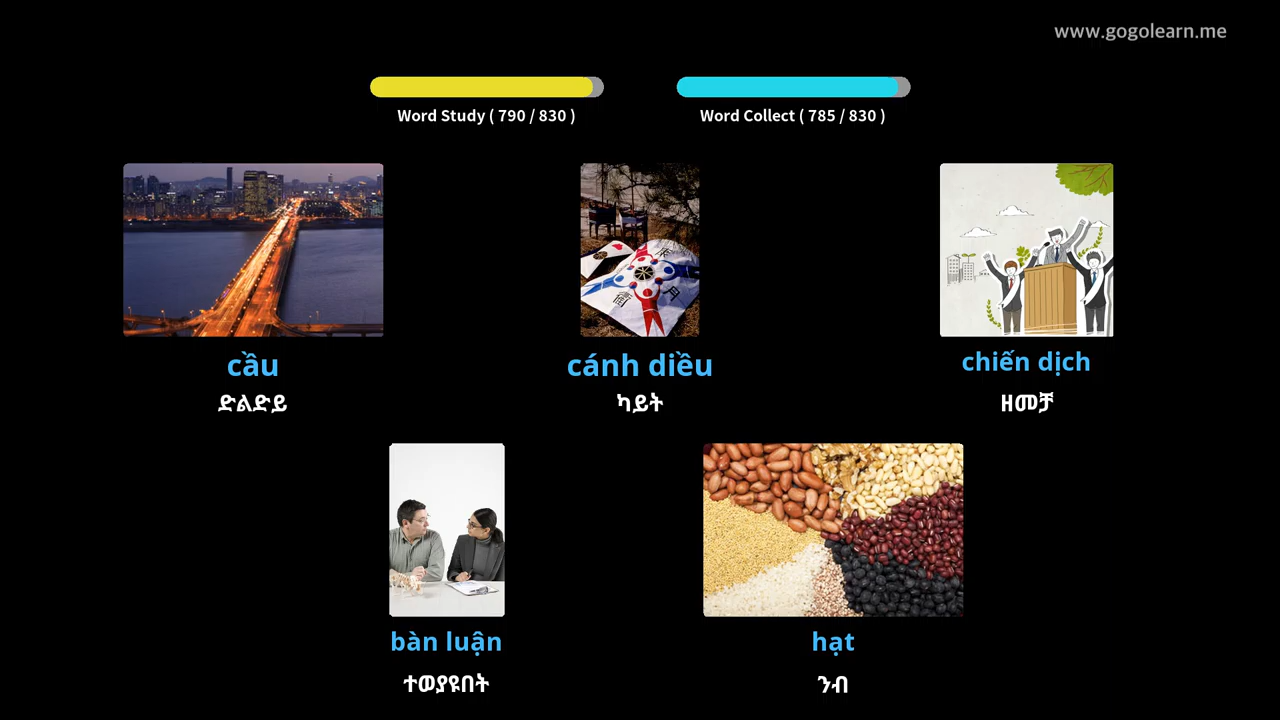 www.gogolearn.me
Word Study ( 790 / 830 )
Word Collect ( 785 / 830 )
cầu
ድልድይ
cánh diều
ካይት
chiến dịch
ዘመቻ
bàn luận
ተወያዩበት
hạt
ንብ